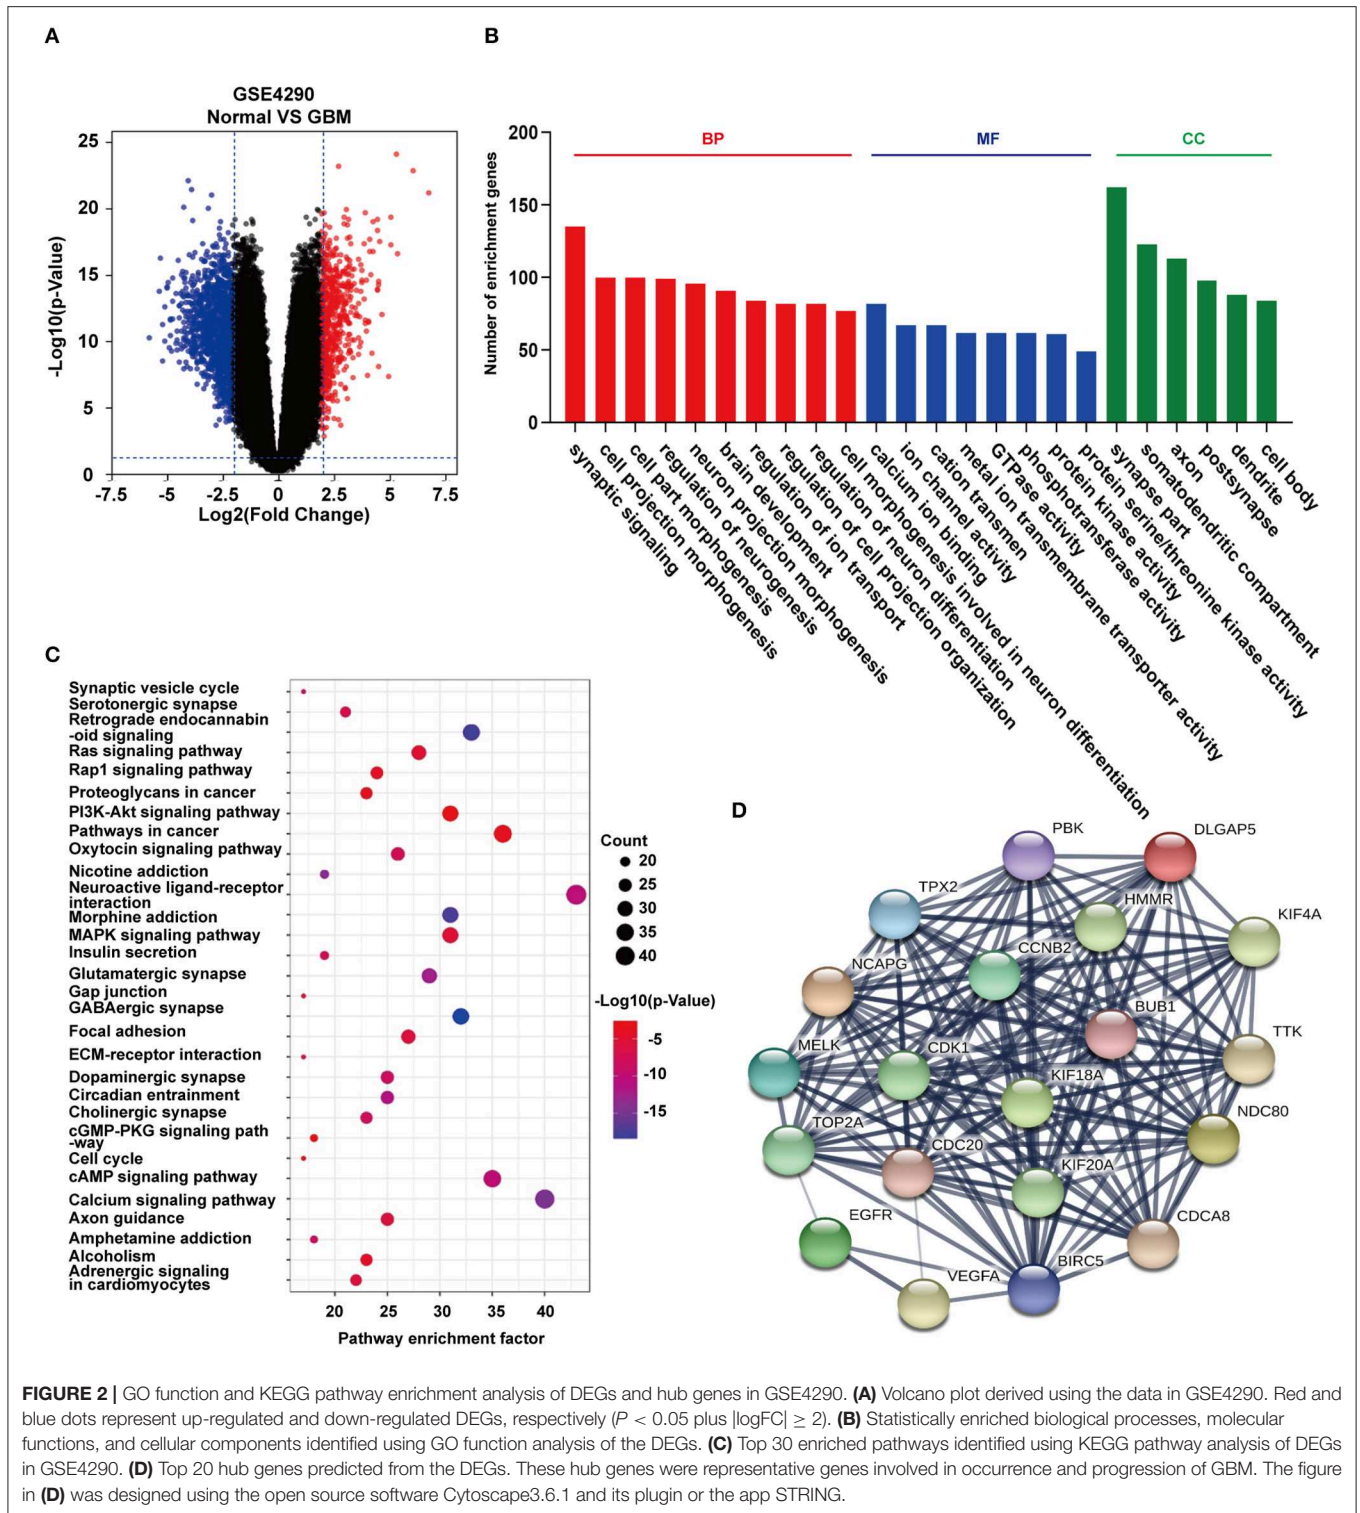 A
GSE4290
Normal VS GBM
-Log10(p-Value)
25
20
15
10
5
0
-7.5
-5
-2.5
0
2.5
5
7.5
Log2(Fold Change)
B
Number of enrichment genes
200
150
100
50
0
BP
MF
CC
synaptic signaling
cell projection morphogenesis
cell part morphogenesis
regulation of neurogenesis
neuron projection morphogenesis
brain development
regulation of ion transport
regulation of cell projection organization
regulation of neuron differentiation
cell morphogenesis involved in neuron differentiation
calcium ion binding
ion channel activity
cation transmen
metal ion transmembrane transporter activity
GTPase activity
phosphotransferase activity
protein kinase activity
protein serine/threonine kinase activity
synapse part
somatodendritic compartment
axon
postsynapse
dendrite
cell body
C
Synaptic vesicle cycle
Serotonergic synapse
Retrograde endocannabin
-oid signaling
Ras signaling pathway
Rap1 signaling pathway
Proteoglycans in cancer
PI3K-Akt signaling pathway
Pathways in cancer
Oxytocin signaling pathway
Nicotine addiction
Neuroactive ligand-receptor
interaction
Morphine addiction
MAPK signaling pathway
Insulin secretion
Glutamatergic synapse
Gap junction
GABAergic synapse
Focal adhesion
ECM-receptor interaction
Dopaminergic synapse
Circadian entrainment
Cholinergic synapse
cGMP-PKG signaling path
-way
Cell cycle
cAMP signaling pathway
Calcium signaling pathway
Axon guidance
Amphetamine addiction
Alcoholism
Adrenergic signaling
in cardiomyocytes
20
25
30
35
40
Pathway enrichment factor
Count
20
25
30
35
40
-Log10(p-Value)
-5
-10
-15
D
PBK
DLGAP5
TPX2
HMMR
KIF4A
CCNB2
NCAPG
BUB1
TTK
MELK
CDK1
KIF18A
NDC80
TOP2A
CDC20
KIF20A
CDCA8
EGFR
VEGFA
BIRC5
FIGURE 2 | GO function and KEGG pathway enrichment analysis of DEGs and hub genes in GSE4290. (A) Volcano plot derived using the data in GSE4290. Red and
blue dots represent up-regulated and down-regulated DEGs, respectively (P < 0.05 plus |logFC| ≥ 2). (B) Statistically enriched biological processes, molecular
functions, and cellular components identified using GO function analysis of the DEGs. (C) Top 30 enriched pathways identified using KEGG pathway analysis of DEGs
in GSE4290. (D) Top 20 hub genes predicted from the DEGs. These hub genes were representative genes involved in occurrence and progression of GBM. The figure
in (D) was designed using the open source software Cytoscape3.6.1 and its plugin or the app STRING.